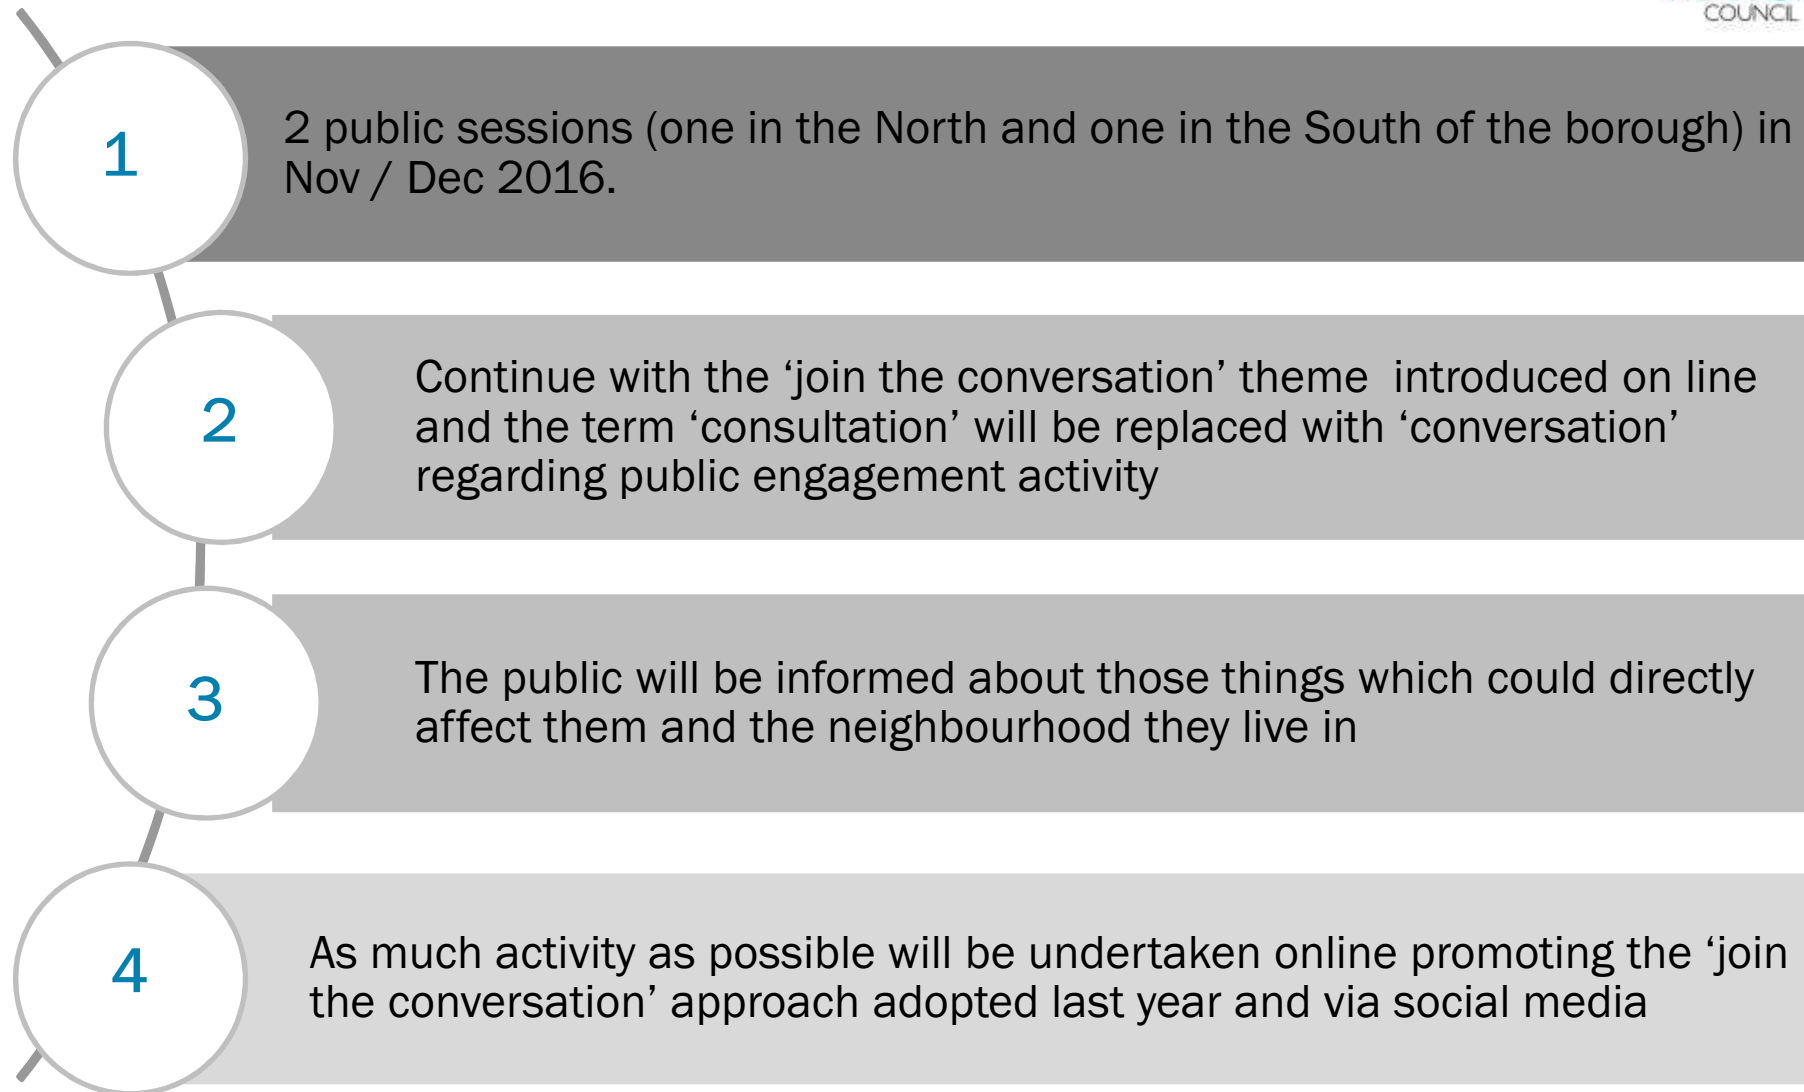 COUNCIL
1
2 public sessions (one in the North and one in the South of the borough) in
Nov / Dec 2016.
2
Continue with the ‘join the conversation’ theme  introduced on line
and the term ‘consultation’ will be replaced with ‘conversation’
regarding public engagement activity
3
The public will be informed about those things which could directly
affect them and the neighbourhood they live in
4
As much activity as possible will be undertaken online promoting the ‘join
the conversation’ approach adopted last year and via social media